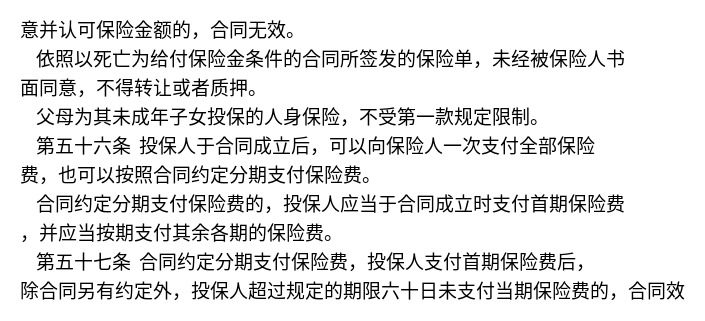 意并认可保险金额的，合同无效。
依照以死亡为给付保险金条件的合同所签发的保险单，未经被保险人书
面同意，不得转让或者质押。
父母为其未成年子女投保的人身保险，不受第一款规定限制。
第五十六条 投保人于合同成立后，可以向保险人一次支付全部保险
费，也可以按照合同约定分期支付保险费。
合同约定分期支付保险费的，投保人应当于合同成立时支付首期保险费
，并应当按期支付其余各期的保险费。
第五十七条 合同约定分期支付保险费，投保人支付首期保险费后，
除合同另有约定外，投保人超过规定的期限六十日未支付当期保险费的，合同效